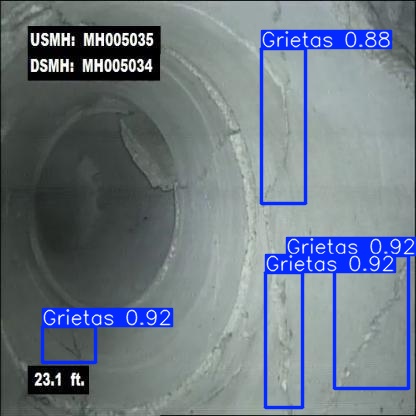 USMH: MH005035
DSMH: MH005034
Grietas 0.88
Grietas 0.92
Grietas 0.92
Grietas 0.92
23.1 ft.